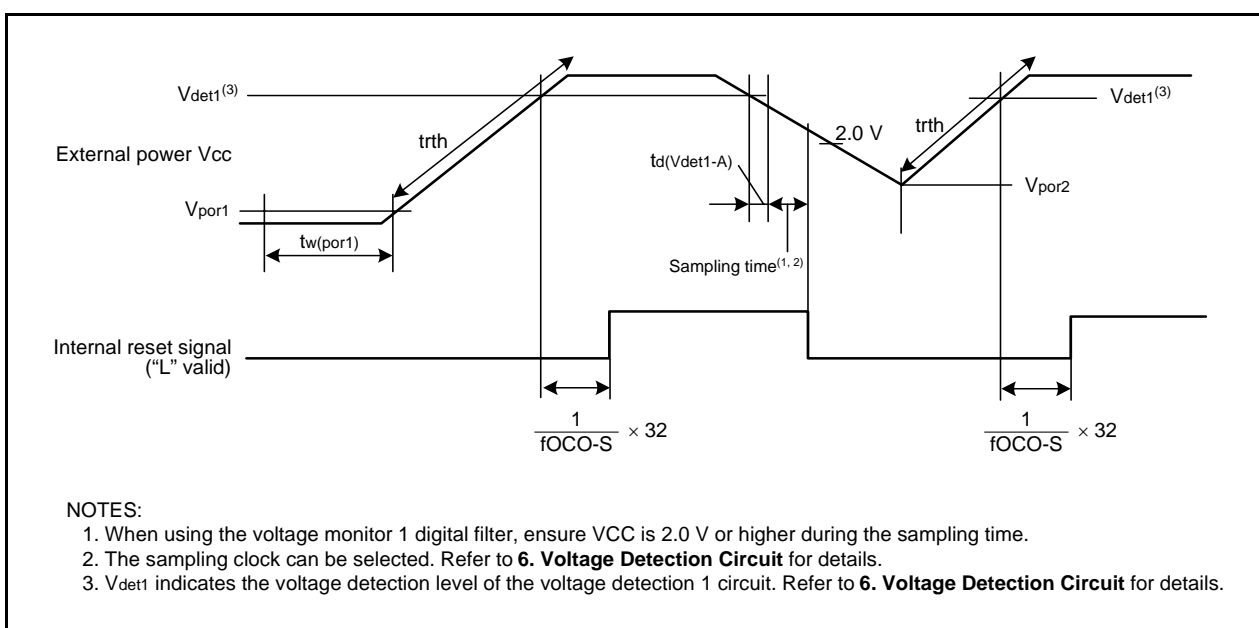 Vdet1(3)
Vdet1(3)
trth
trth
2.0 V
External power Vcc
td(Vdet1-A)
Vpor1
Vpor2
tw(por1)
Sampling time(1, 2)
Internal reset signal
(“L” valid)
1
fOCO-S
× 32
1
fOCO-S
× 32
NOTES:
1. When using the voltage monitor 1 digital filter, ensure VCC is 2.0 V or higher during the sampling time.
2. The sampling clock can be selected. Refer to 6. Voltage Detection Circuit for details.
3. Vdet1 indicates the voltage detection level of the voltage detection 1 circuit. Refer to 6. Voltage Detection Circuit for details.